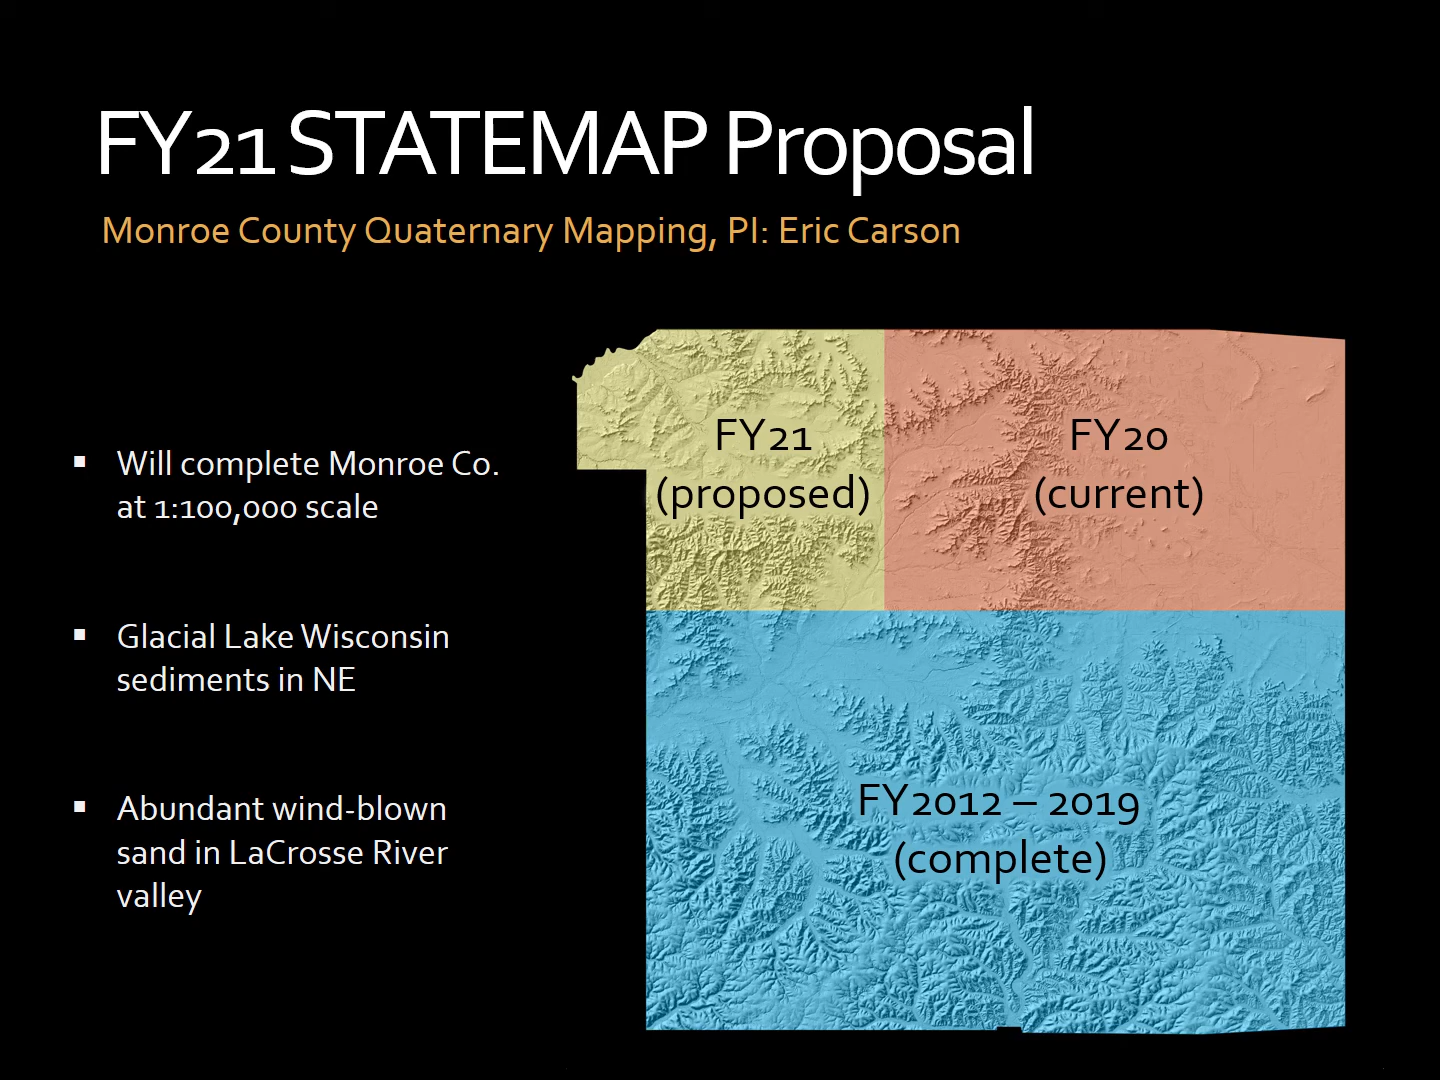 FY21 STATEMAP Proposal
Monroe County Quaternary Mapping, PI: Eric Carson
▪ Will complete Monroe Co.
at 1:100,000 scale
▪ Glacial Lake Wisconsin
sediments in NE
▪ Abundant wind-blown
sand in LaCrosse River
valley
FY21
(proposed)
FY20
(current)
FY2012 – 2019
(complete)